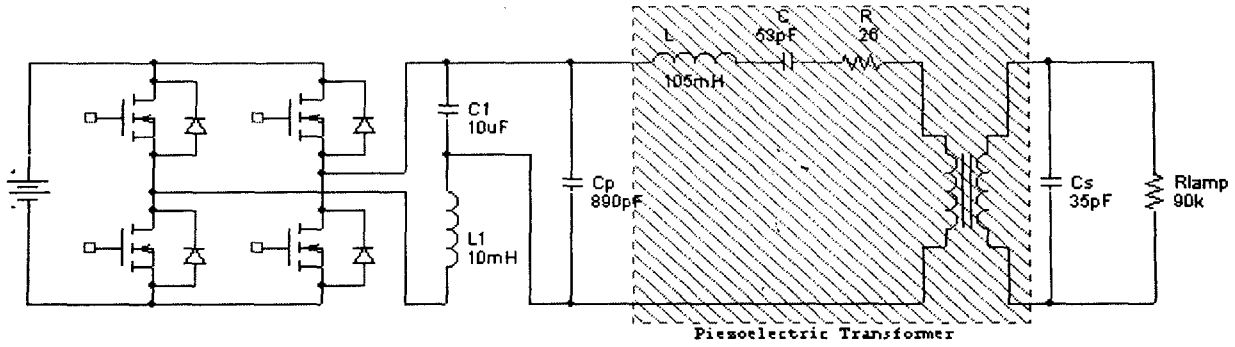 C
53pF
R
26
L
105mH
C1
10uF
Cp
890pF
L1
10mH
Cs
35pF
Rlamp
90k
Piezoelectric Transformer